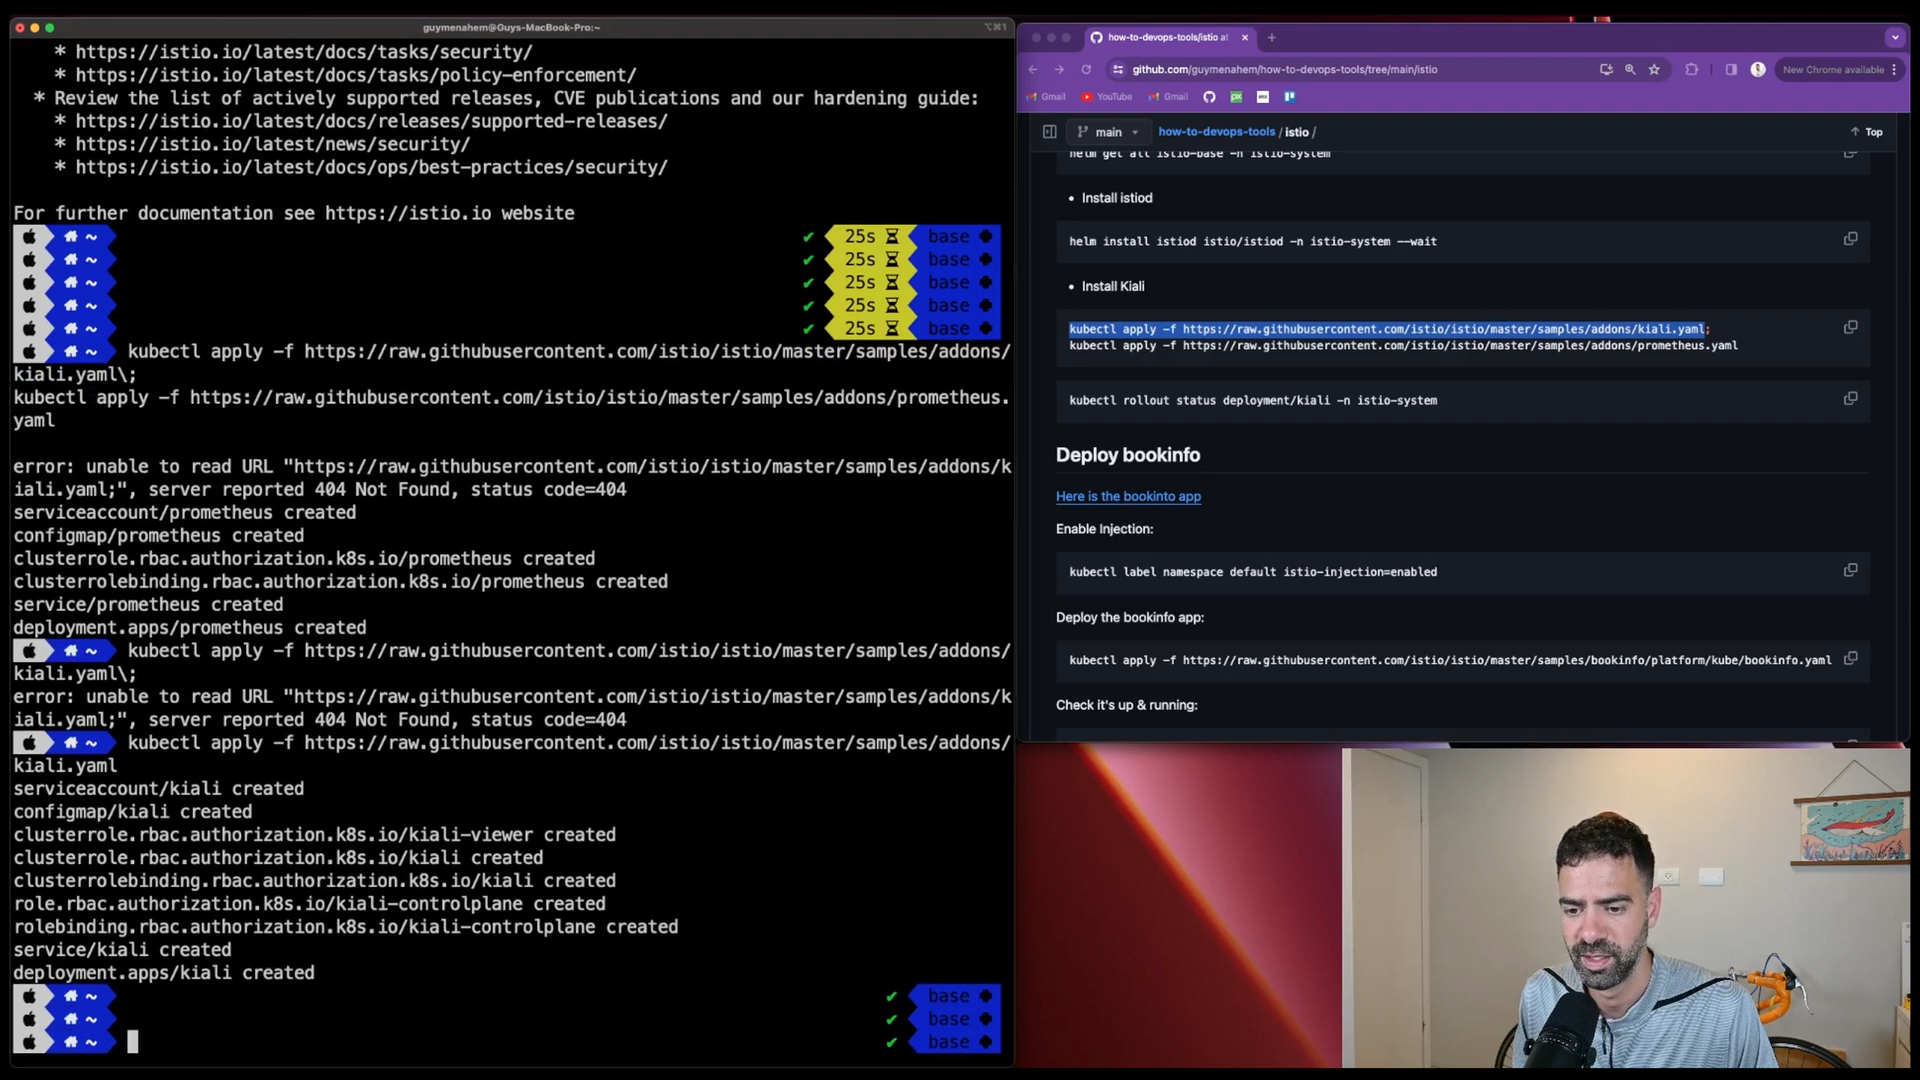 guymenahem@Guys-MacBook-Pro:~
⌥⌘1
* https://istio.io/latest/docs/tasks/security/
* https://istio.io/latest/docs/tasks/policy-enforcement/
* Review the list of actively supported releases, CVE publications and our hardening guide:
* https://istio.io/latest/docs/releases/supported-releases/
* https://istio.io/latest/news/security/
* https://istio.io/latest/docs/ops/best-practices/security/
For further documentation see https://istio.io website
~ ✔ 25s base
~ ✔ 25s base
~ ✔ 25s base
~ ✔ 25s base
~ ✔ 25s base
~ kubectl apply -f https://raw.githubusercontent.com/istio/istio/master/samples/addons/
kiali.yaml\;
kubectl apply -f https://raw.githubusercontent.com/istio/istio/master/samples/addons/prometheus.
yaml
error: unable to read URL "https://raw.githubusercontent.com/istio/istio/master/samples/addons/k
iali.yaml;", server reported 404 Not Found, status code=404
serviceaccount/prometheus created
configmap/prometheus created
clusterrole.rbac.authorization.k8s.io/prometheus created
clusterrolebinding.rbac.authorization.k8s.io/prometheus created
service/prometheus created
deployment.apps/prometheus created
~ kubectl apply -f https://raw.githubusercontent.com/istio/istio/master/samples/addons/
kiali.yaml\;
error: unable to read URL "https://raw.githubusercontent.com/istio/istio/master/samples/addons/k
iali.yaml;", server reported 404 Not Found, status code=404
~ kubectl apply -f https://raw.githubusercontent.com/istio/istio/master/samples/addons/
kiali.yaml
serviceaccount/kiali created
configmap/kiali created
clusterrole.rbac.authorization.k8s.io/kiali-viewer created
clusterrole.rbac.authorization.k8s.io/kiali created
clusterrolebinding.rbac.authorization.k8s.io/kiali created
role.rbac.authorization.k8s.io/kiali-controlplane created
rolebinding.rbac.authorization.k8s.io/kiali-controlplane created
service/kiali created
deployment.apps/kiali created
~ ✔ base
~ ✔ base
~ ✔ base
how-to-devops-tools/istio at
github.com/guymenahem/how-to-devops-tools/tree/main/istio
New Chrome available
Gmail YouTube Gmail
main how-to-devops-tools / istio / Top
helm get all istio-base -n istio-system
• Install istiod
helm install istiod istio/istiod -n istio-system --wait
• Install Kiali
kubectl apply -f https://raw.githubusercontent.com/istio/istio/master/samples/addons/kiali.yaml;
kubectl apply -f https://raw.githubusercontent.com/istio/istio/master/samples/addons/prometheus.yaml
kubectl rollout status deployment/kiali -n istio-system
Deploy bookinfo
Here is the bookinto app
Enable Injection:
kubectl label namespace default istio-injection=enabled
Deploy the bookinfo app:
kubectl apply -f https://raw.githubusercontent.com/istio/istio/master/samples/bookinfo/platform/kube/bookinfo.yaml
Check it's up & running: